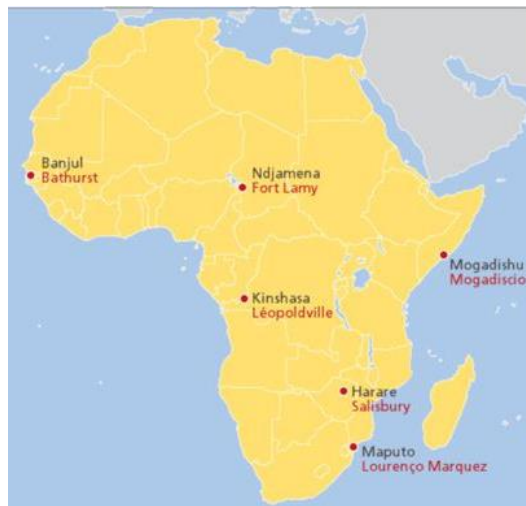 Banjul
Bathurst
Ndjamena
Fort Lamy
Mogadishu
Mogadiscio
Kinshasa
Léopoldville
Harare
Salisbury
Maputo
Lourenço Marquez